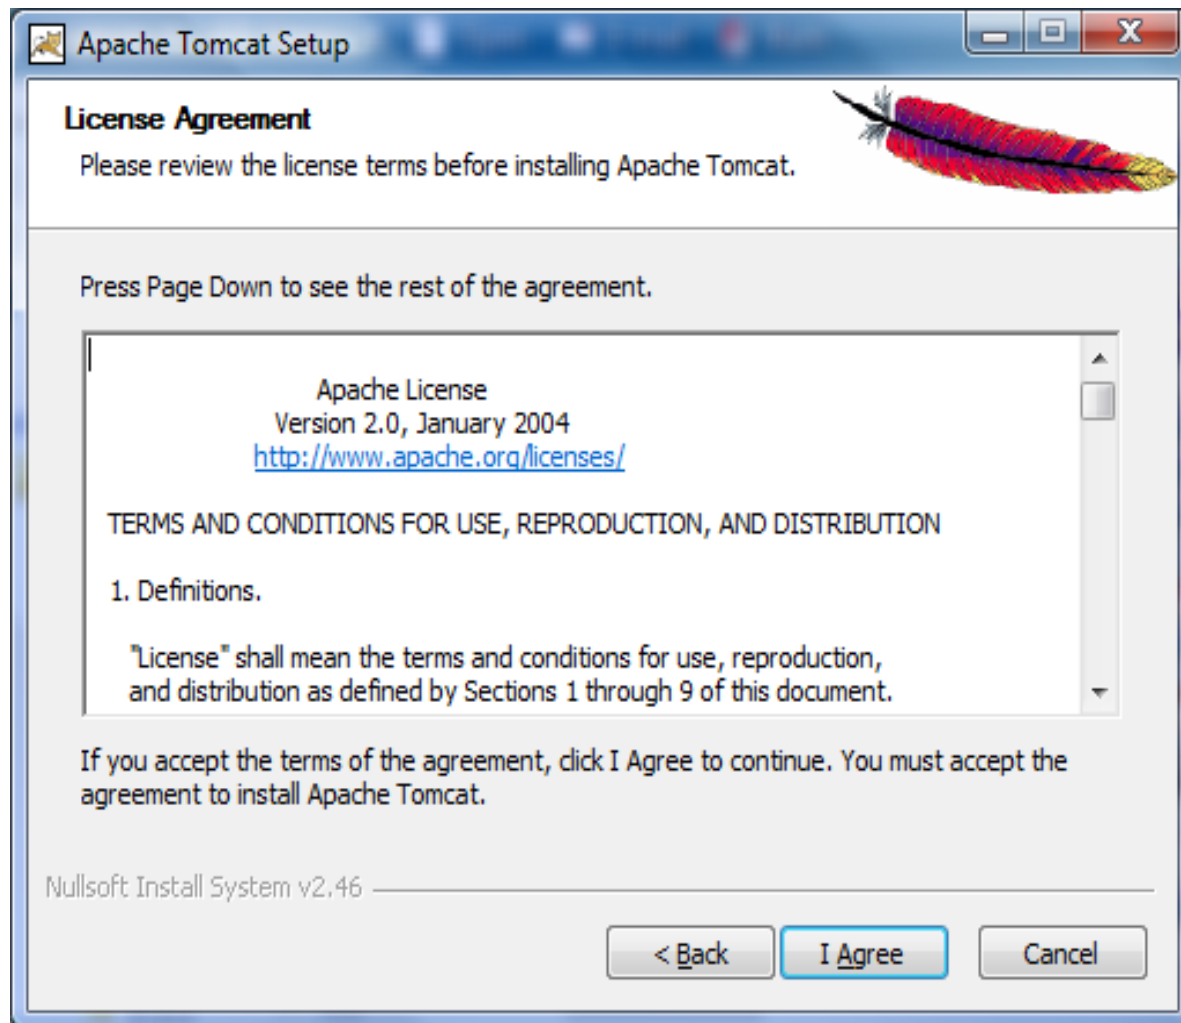 Apache Tomcat Setup
License Agreement
Please review the license terms before installing Apache Tomcat.
Press Page Down to see the rest of the agreement.
Apache License
Version 2.0, January 2004
http://www.apache.org/licenses/
TERMS AND CONDITIONS FOR USE, REPRODUCTION, AND DISTRIBUTION
1. Definitions.
"License" shall mean the terms and conditions for use, reproduction,
and distribution as defined by Sections 1 through 9 of this document.
If you accept the terms of the agreement, click I Agree to continue. You must accept the
agreement to install Apache Tomcat.
Nullsoft Install System v2.46
< Back I Agree Cancel